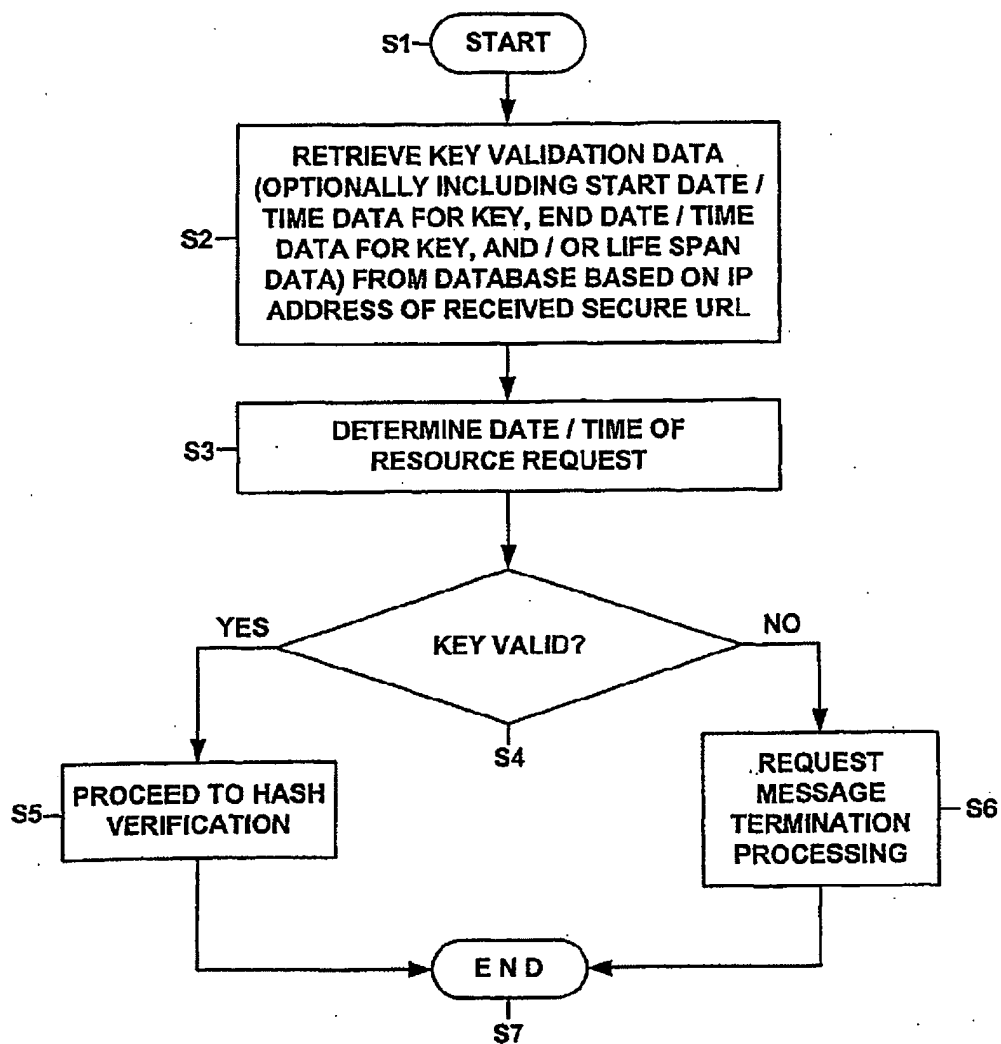 S1
START
RETRIEVE KEY VALIDATION DATA
(OPTIONALLY INCLUDING START DATE /
TIME DATA FOR KEY, END DATE / TIME
DATA FOR KEY, AND / OR LIFE SPAN
DATA) FROM DATABASE BASED ON IP
ADDRESS OF RECEIVED SECURE URL
S2
DETERMINE DATE / TIME OF
RESOURCE REQUEST
S3
YES
KEY VALID?
NO
S4
S5
PROCEED TO HASH
VERIFICATION
REQUEST
MESSAGE
TERMINATION
PROCESSING
S6
E N D
S7